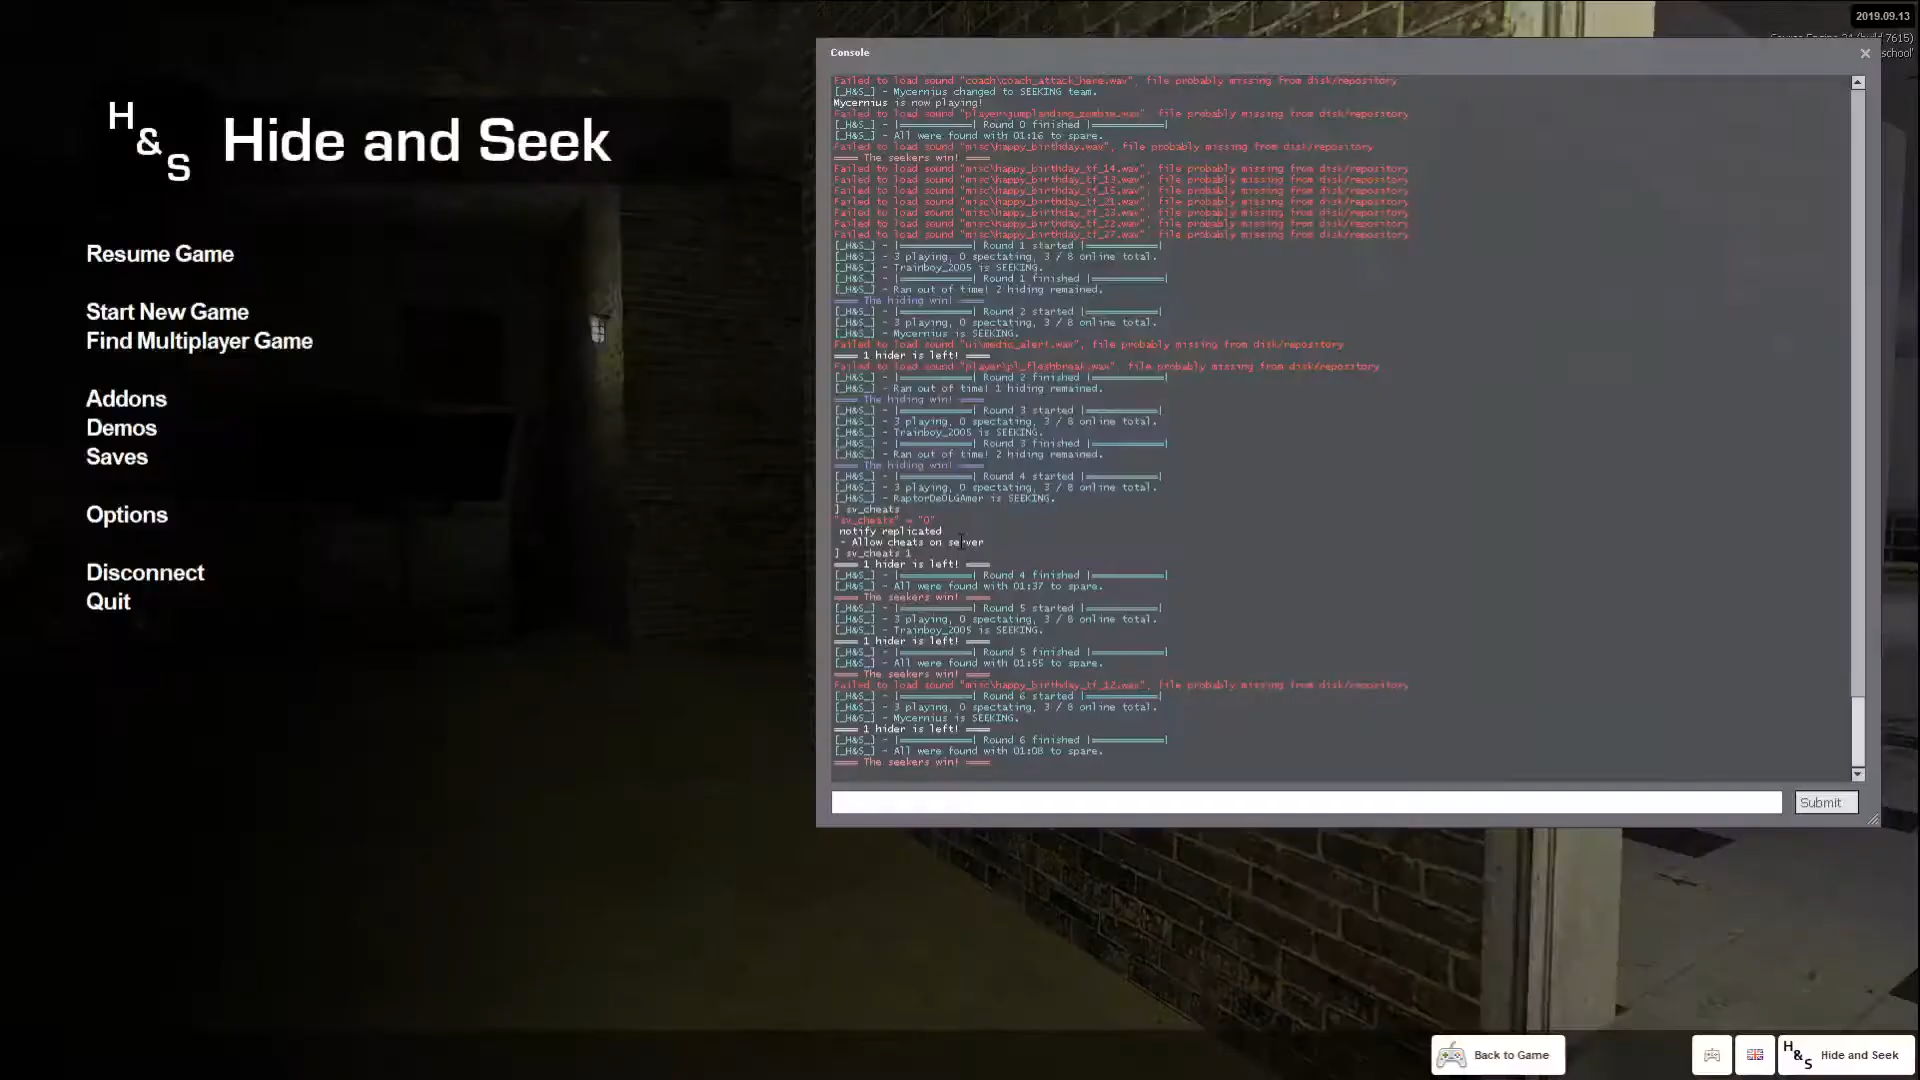 2019.09.13
7615)
school'
H
&
S
Hide and Seek
Resume Game
Start New Game
Find Multiplayer Game
Addons
Demos
Saves
Options
Disconnect
Quit
Console
Failed to load sound "coach\coach_attack_here.wav", file probably missing from disk/repository
[_H&S_] - Mycernius changed to SEEKING team.
Mycernius is now playing!
Failed to load sound "player\jumplanding_zombie.wav", file probably missing from disk/repository
[_H&S_] - |══════════| Round 0 finished |══════════|
[_H&S_] - All were found with 01:16 to spare.
Failed to load sound "misc\happy_birthday.wav", file probably missing from disk/repository
═══ The seekers win! ═══
Failed to load sound "misc\happy_birthday_tf_14.wav", file probably missing from disk/repository
Failed to load sound "misc\happy_birthday_tf_13.wav", file probably missing from disk/repository
Failed to load sound "misc\happy_birthday_tf_15.wav", file probably missing from disk/repository
Failed to load sound "misc\happy_birthday_tf_21.wav", file probably missing from disk/repository
Failed to load sound "misc\happy_birthday_tf_23.wav", file probably missing from disk/repository
Failed to load sound "misc\happy_birthday_tf_22.wav", file probably missing from disk/repository
Failed to load sound "misc\happy_birthday_tf_27.wav", file probably missing from disk/repository
[_H&S_] - |══════════| Round 1 started |══════════|
[_H&S_] - 3 playing, 0 spectating, 3 / 8 online total.
[_H&S_] - Trainboy_2005 is SEEKING.
[_H&S_] - |══════════| Round 1 finished |══════════|
[_H&S_] - Ran out of time! 2 hiding remained.
═══ The hiding win! ═══
[_H&S_] - |══════════| Round 2 started |══════════|
[_H&S_] - 3 playing, 0 spectating, 3 / 8 online total.
[_H&S_] - Mycernius is SEEKING.
Failed to load sound "ui\medic_alert.wav", file probably missing from disk/repository
═══ 1 hider is left! ═══
Failed to load sound "player\pl_fleshbreak.wav", file probably missing from disk/repository
[_H&S_] - |══════════| Round 2 finished |══════════|
[_H&S_] - Ran out of time! 1 hiding remained.
═══ The hiding win! ═══
[_H&S_] - |══════════| Round 3 started |══════════|
[_H&S_] - 3 playing, 0 spectating, 3 / 8 online total.
[_H&S_] - Trainboy_2005 is SEEKING.
[_H&S_] - |══════════| Round 3 finished |══════════|
[_H&S_] - Ran out of time! 2 hiding remained.
═══ The hiding win! ═══
[_H&S_] - |══════════| Round 4 started |══════════|
[_H&S_] - 3 playing, 0 spectating, 3 / 8 online total.
[_H&S_] - RaptorDeOLGAmer is SEEKING.
] sv_cheats
"sv_cheats" = "0"
notify replicated
- Allow cheats on server
] sv_cheats 1
═══ 1 hider is left! ═══
[_H&S_] - |══════════| Round 4 finished |══════════|
[_H&S_] - All were found with 01:37 to spare.
═══ The seekers win! ═══
[_H&S_] - |══════════| Round 5 started |══════════|
[_H&S_] - 3 playing, 0 spectating, 3 / 8 online total.
[_H&S_] - Trainboy_2005 is SEEKING.
═══ 1 hider is left! ═══
[_H&S_] - |══════════| Round 5 finished |══════════|
[_H&S_] - All were found with 01:55 to spare.
═══ The seekers win! ═══
Failed to load sound "misc\happy_birthday_tf_12.wav", file probably missing from disk/repository
[_H&S_] - |══════════| Round 6 started |══════════|
[_H&S_] - 3 playing, 0 spectating, 3 / 8 online total.
[_H&S_] - Mycernius is SEEKING.
═══ 1 hider is left! ═══
[_H&S_] - |══════════| Round 6 finished |══════════|
[_H&S_] - All were found with 01:08 to spare.
═══ The seekers win! ═══
Submit
Back to Game
H
&
S
Hide and Seek